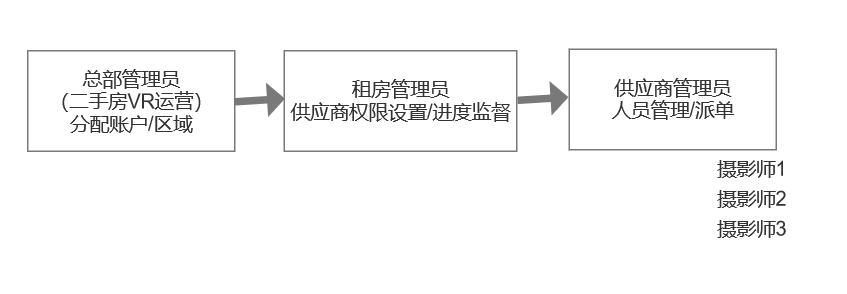 总部管理员
(二手房VR运营)
分配账户/区域
租房管理员
供应商权限设置/进度监督
供应商管理员
人员管理/派单
摄影师1
摄影师2
摄影师3